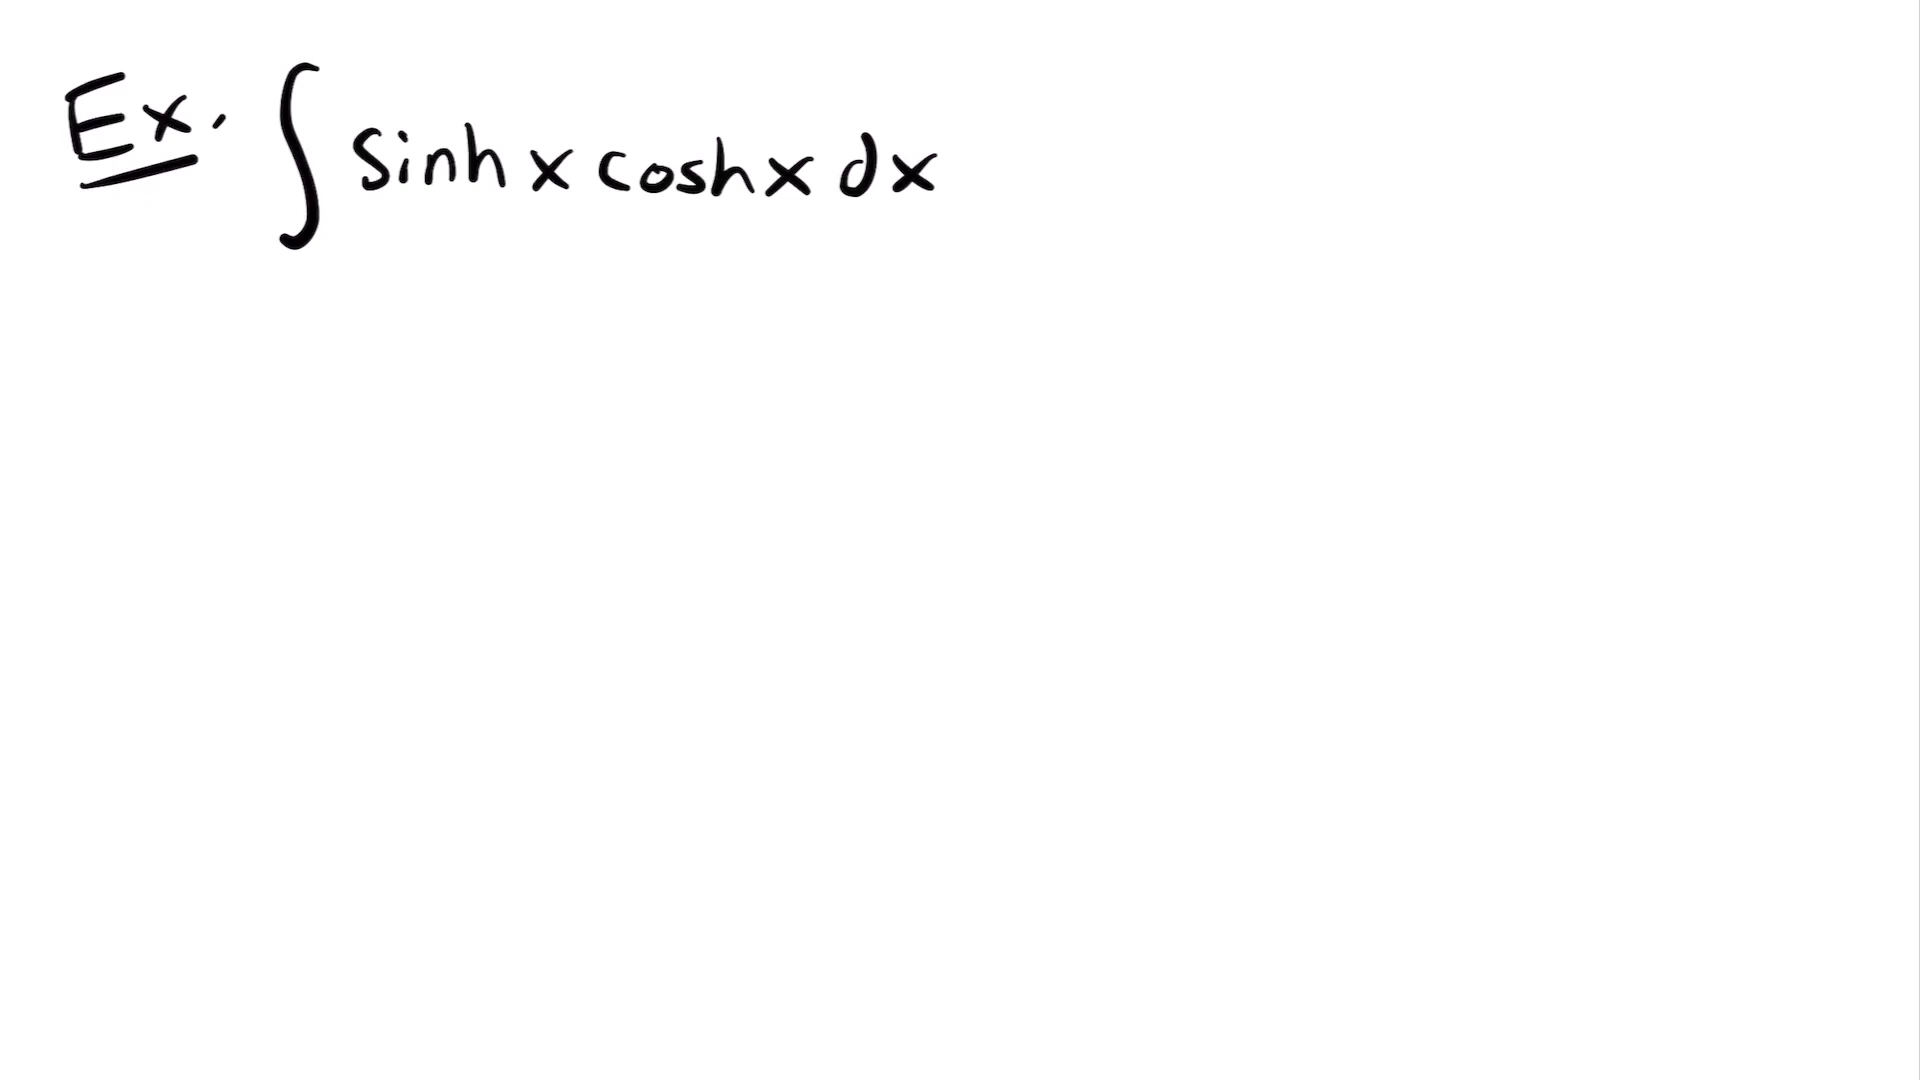 Ex. ∫ sinh x cosh x dx